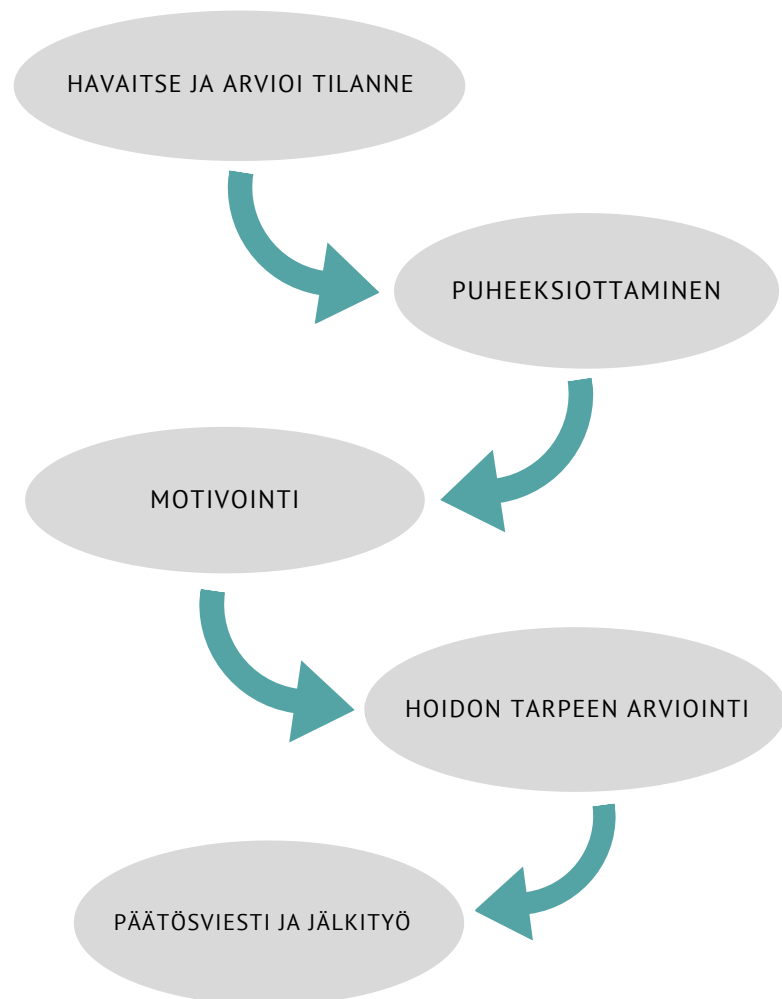 HAVAITSE JA ARVIOI TILANNE
PUHEEKSIOTTAMINEN
MOTIVOINTI
HOIDON TARPEEN ARVIOINTI
PÄÄTÖSVIESTI JA JÄLKITYÖ